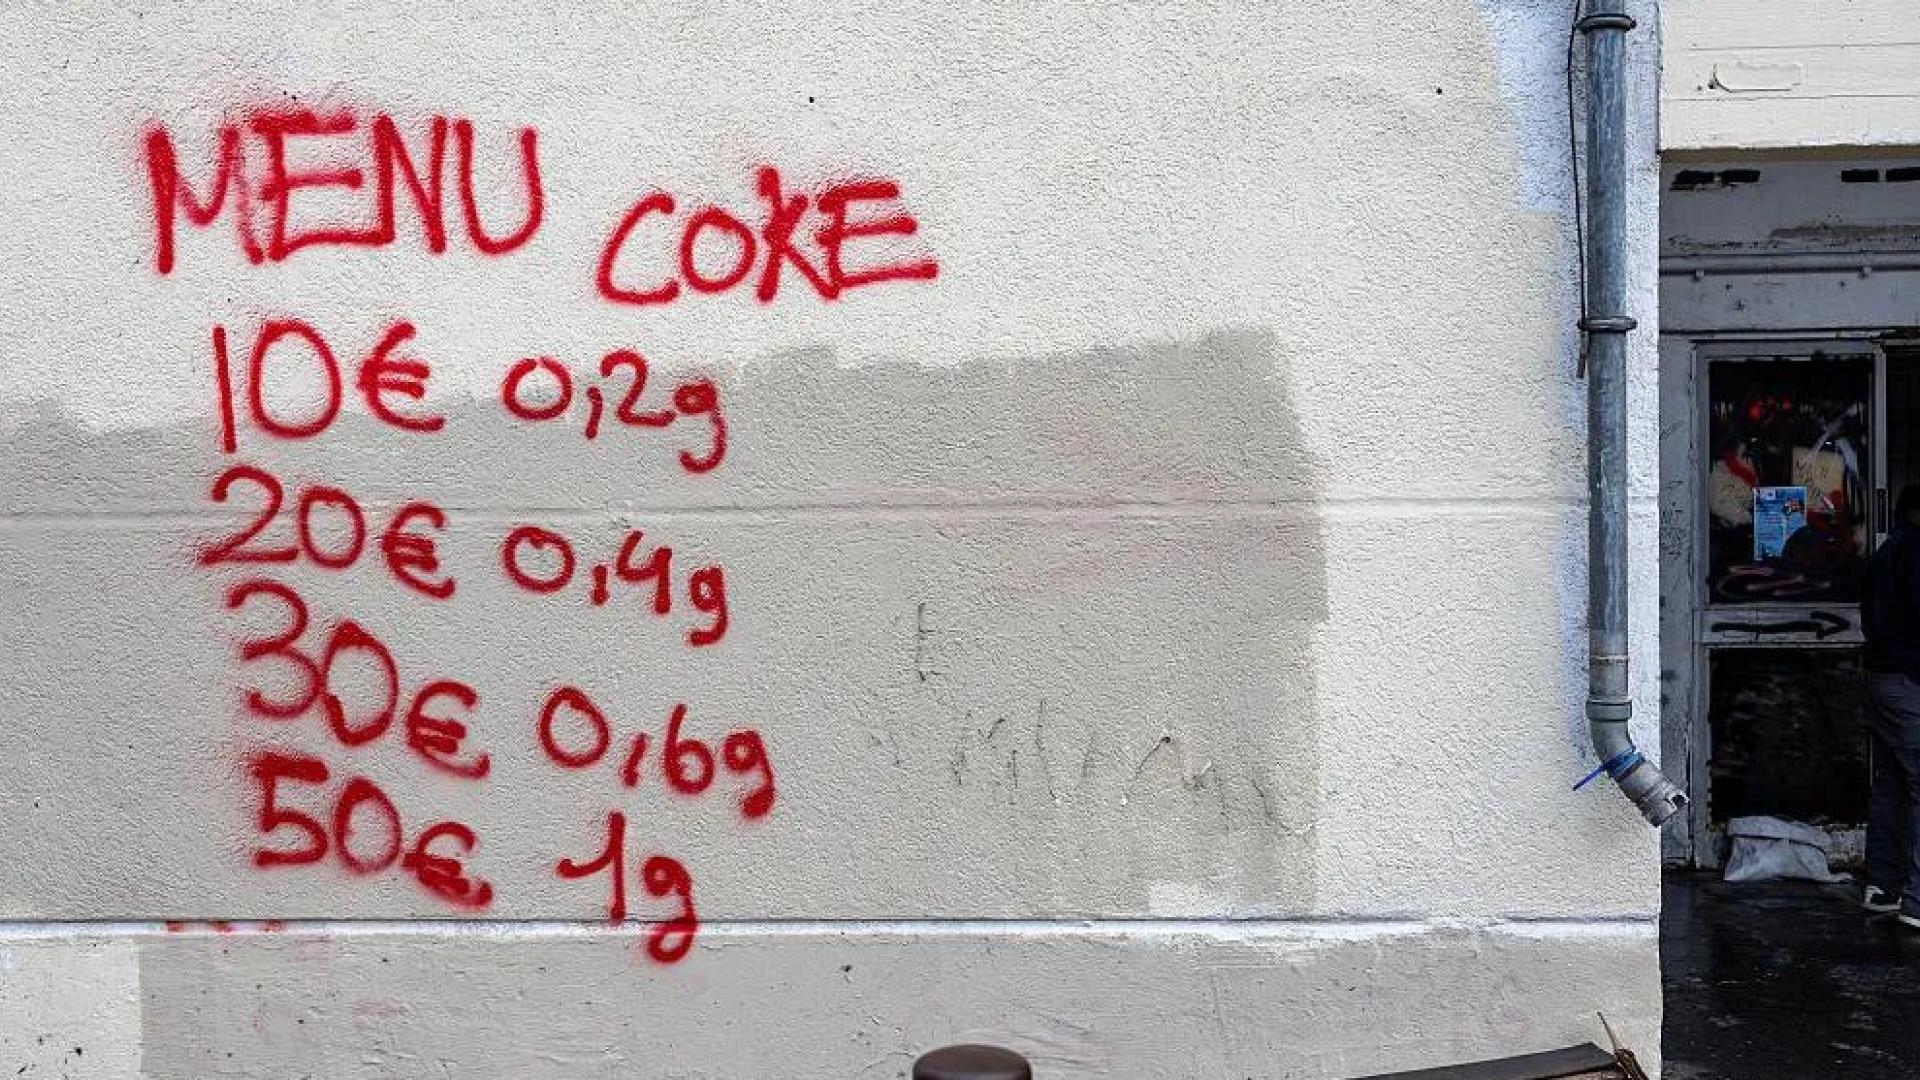 MENU COKE
10€ 0,2g
20€ 0,4g
30€ 0,6g
50€ 1g